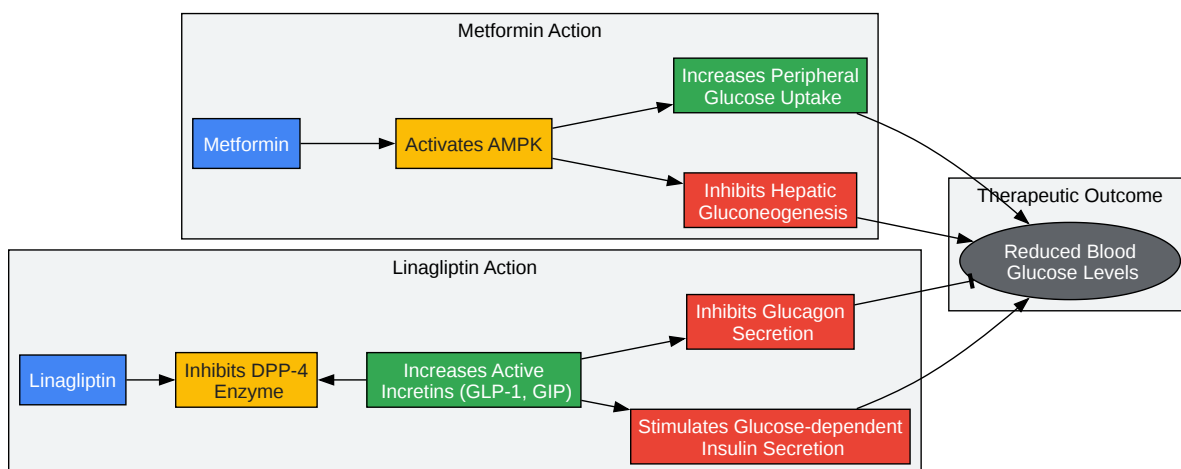 Metformin Action
Metformin
Activates AMPK
Increases Peripheral
Glucose Uptake
Inhibits Hepatic
Gluconeogenesis
Therapeutic Outcome
Reduced Blood
Glucose Levels
Linagliptin Action
Linagliptin
Inhibits DPP-4
Enzyme
Increases Active
Incretins (GLP-1, GIP)
Inhibits Glucagon
Secretion
Stimulates Glucose-dependent
Insulin Secretion